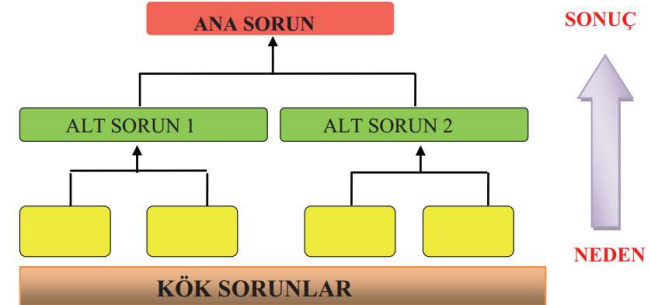 ANA SORUN
SONUÇ
ALT SORUN 1
ALT SORUN 2
NEDEN
KÖK SORUNLAR